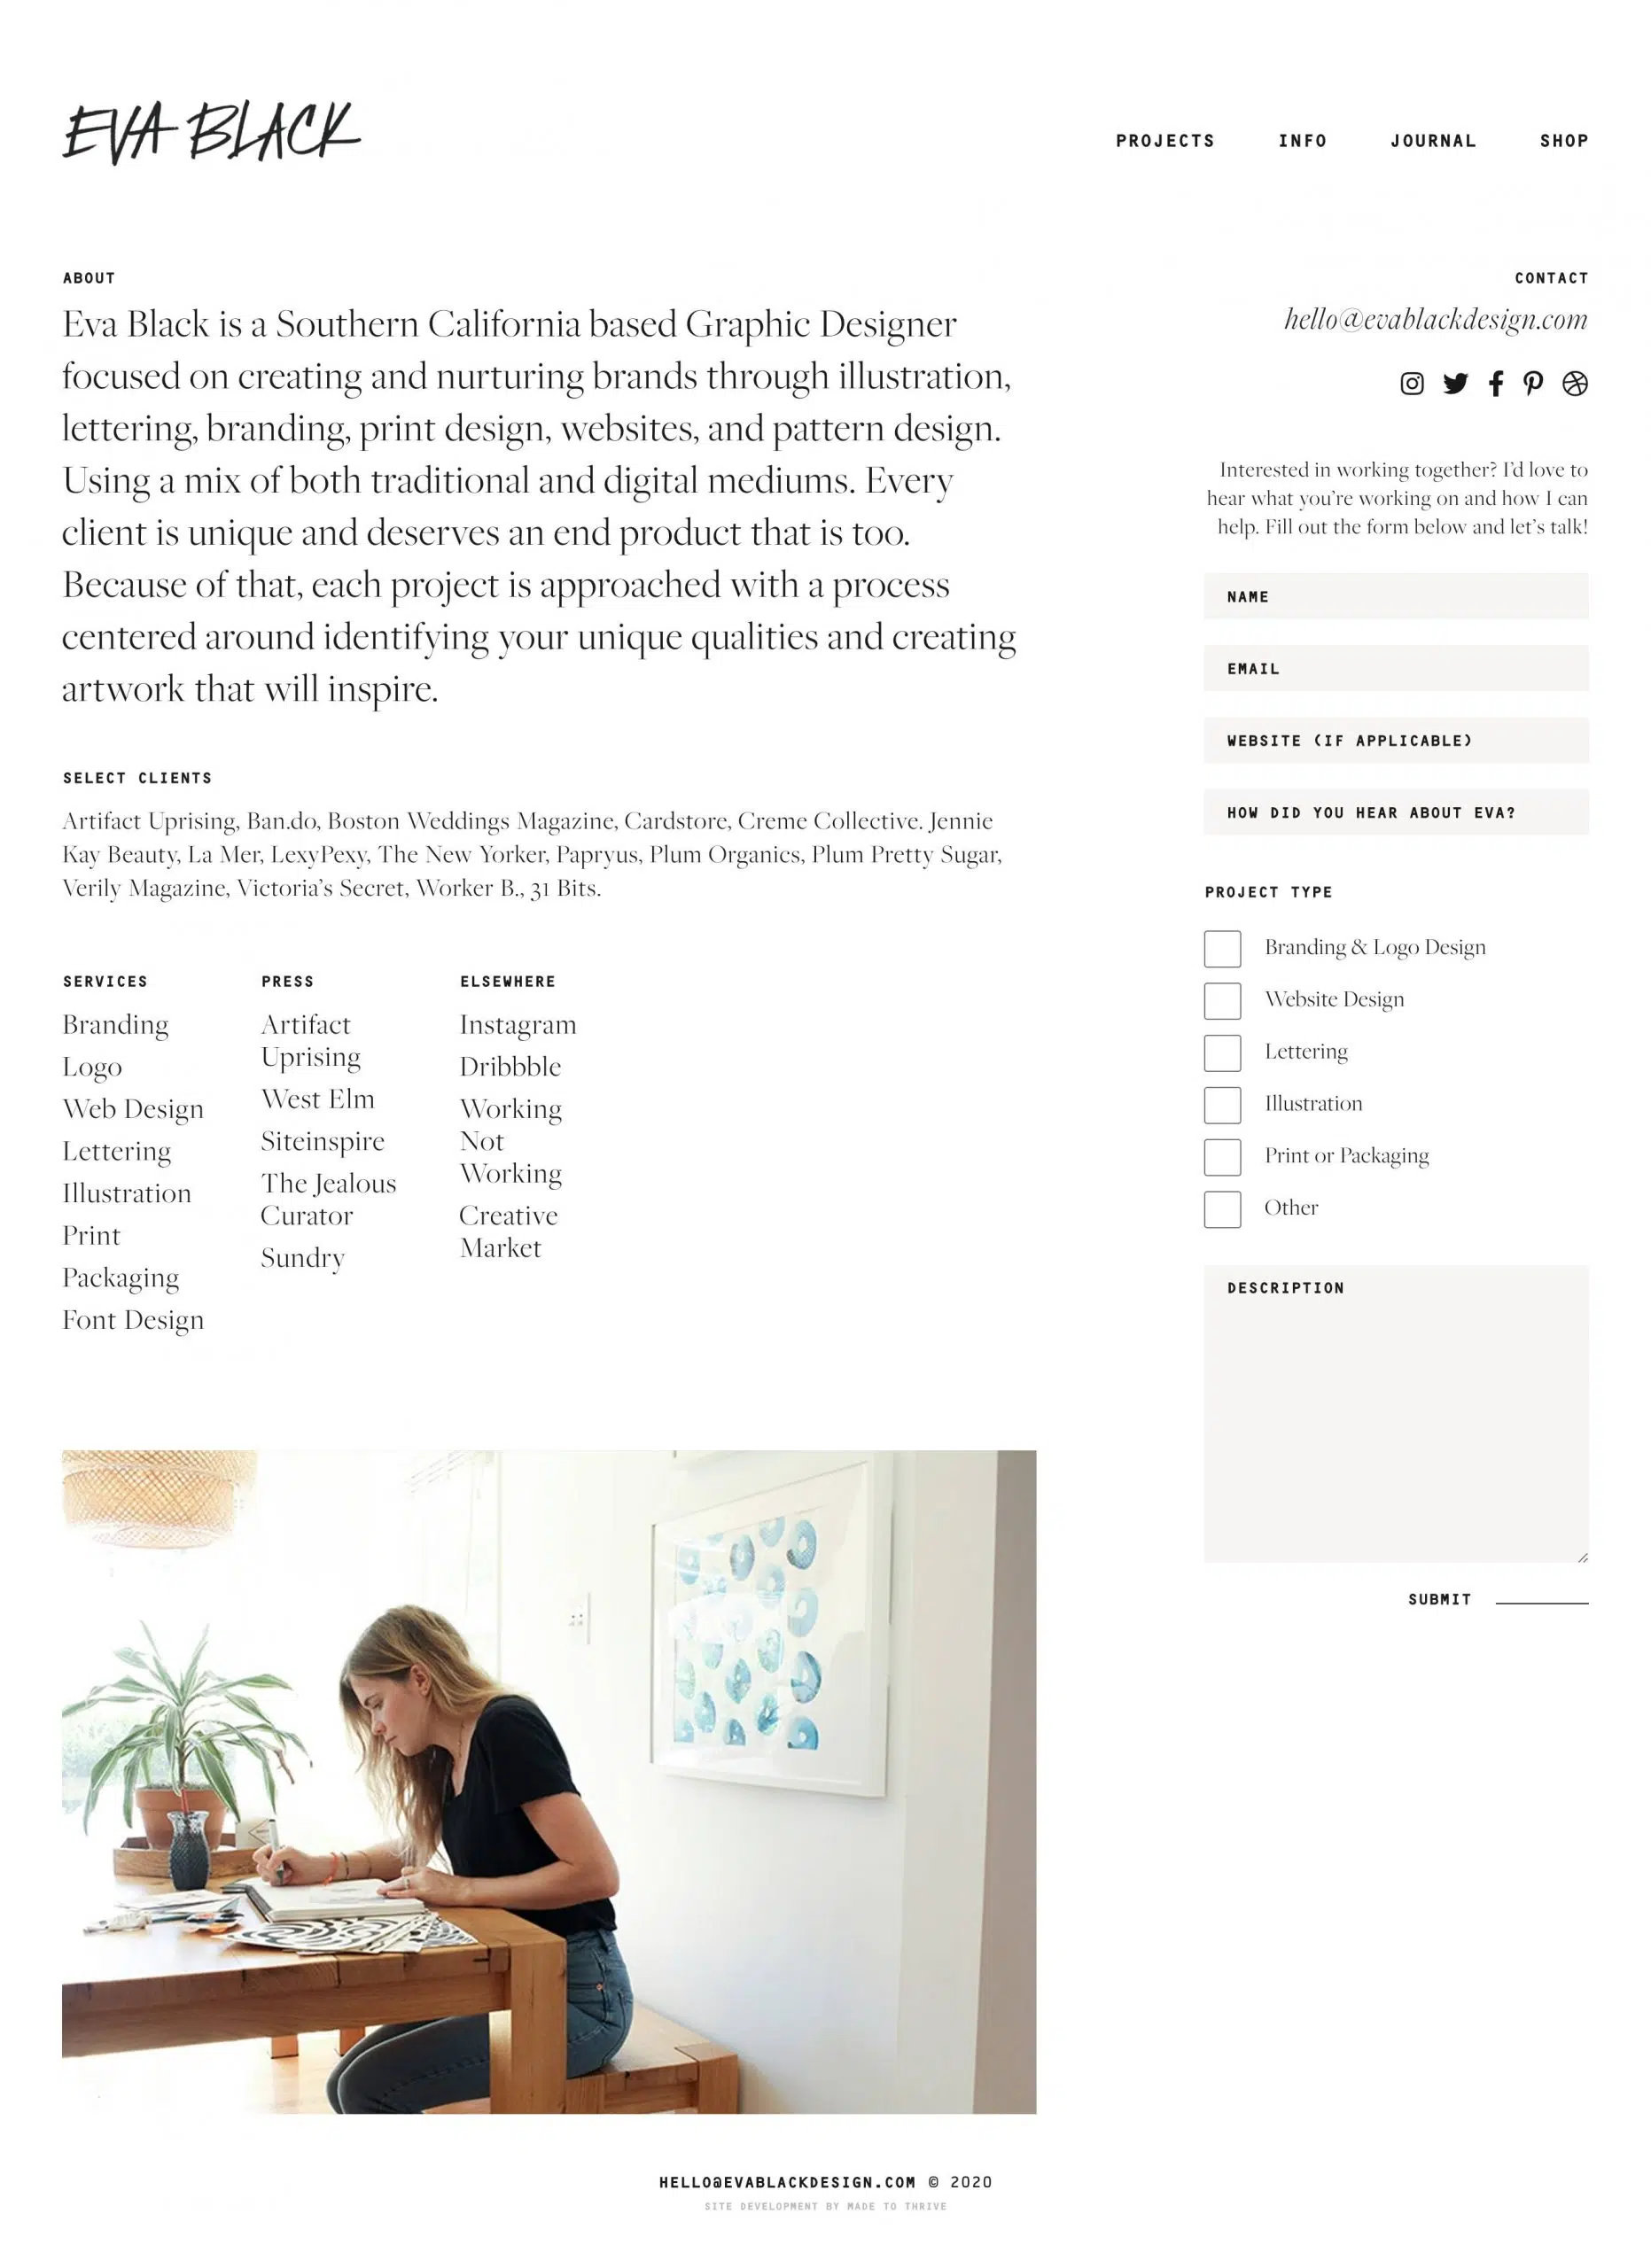 EVA BLACK
PROJECTS INFO JOURNAL SHOP
ABOUT
Eva Black is a Southern California based Graphic Designer
focused on creating and nurturing brands through illustration,
lettering, branding, print design, websites, and pattern design.
Using a mix of both traditional and digital mediums. Every
client is unique and deserves an end product that is too.
Because of that, each project is approached with a process
centered around identifying your unique qualities and creating
artwork that will inspire.
SELECT CLIENTS
Artifact Uprising, Ban.do, Boston Weddings Magazine, Cardstore, Creme Collective. Jennie
Kay Beauty, La Mer, LexyPexy, The New Yorker, Papryus, Plum Organics, Plum Pretty Sugar,
Verily Magazine, Victoria's Secret, Worker B., 31 Bits.
SERVICES
Branding
Logo
Web Design
Lettering
Illustration
Print
Packaging
Font Design
PRESS
Artifact
Uprising
West Elm
Siteinspire
The Jealous
Curator
Sundry
ELSEWHERE
Instagram
Dribbble
Working
Not
Working
Creative
Market
CONTACT
hello@evablackdesign.com
Interested in working together? I'd love to
hear what you're working on and how I can
help. Fill out the form below and let's talk!
NAME
EMAIL
WEBSITE (IF APPLICABLE)
HOW DID YOU HEAR ABOUT EVA?
PROJECT TYPE
Branding & Logo Design
Website Design
Lettering
Illustration
Print or Packaging
Other
DESCRIPTION
SUBMIT
HELLO@EVABLACKDESIGN.COM © 2020
SITE DEVELOPMENT BY MADE TO THRIVE